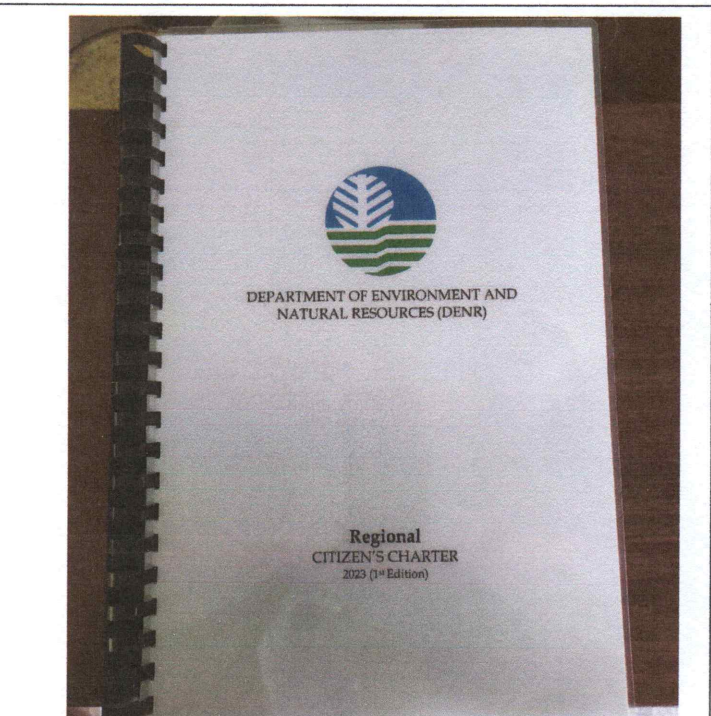 DEPARTMENT OF ENVIRONMENT AND
NATURAL RESOURCES (DENR)
Regional
CITIZEN'S CHARTER
2023 (1st Edition)